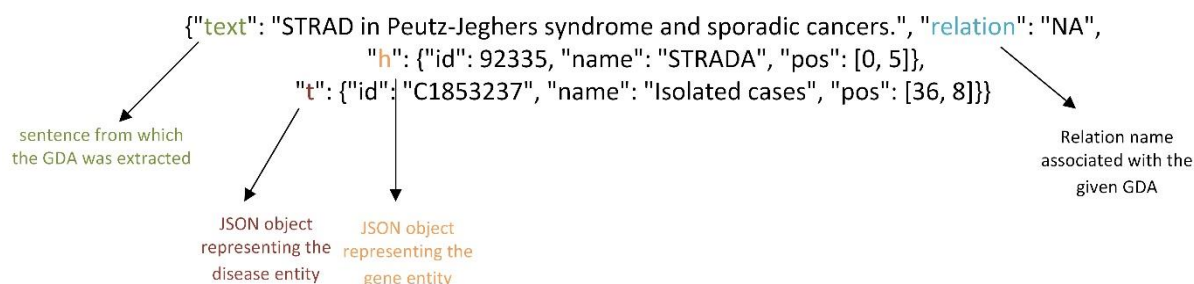 {"text": "STRAD in Peutz-Jeghers syndrome and sporadic cancers.", "relation": "NA",
"h": {"id": 92335, "name": "STRADA", "pos": [0, 5]},
"t": {"id": "C1853237", "name": "Isolated cases", "pos": [36, 8]}}
sentence from which
the GDA was extracted
Relation name
associated with the
given GDA
JSON object
representing the
disease entity
JSON object
representing the
gene entity